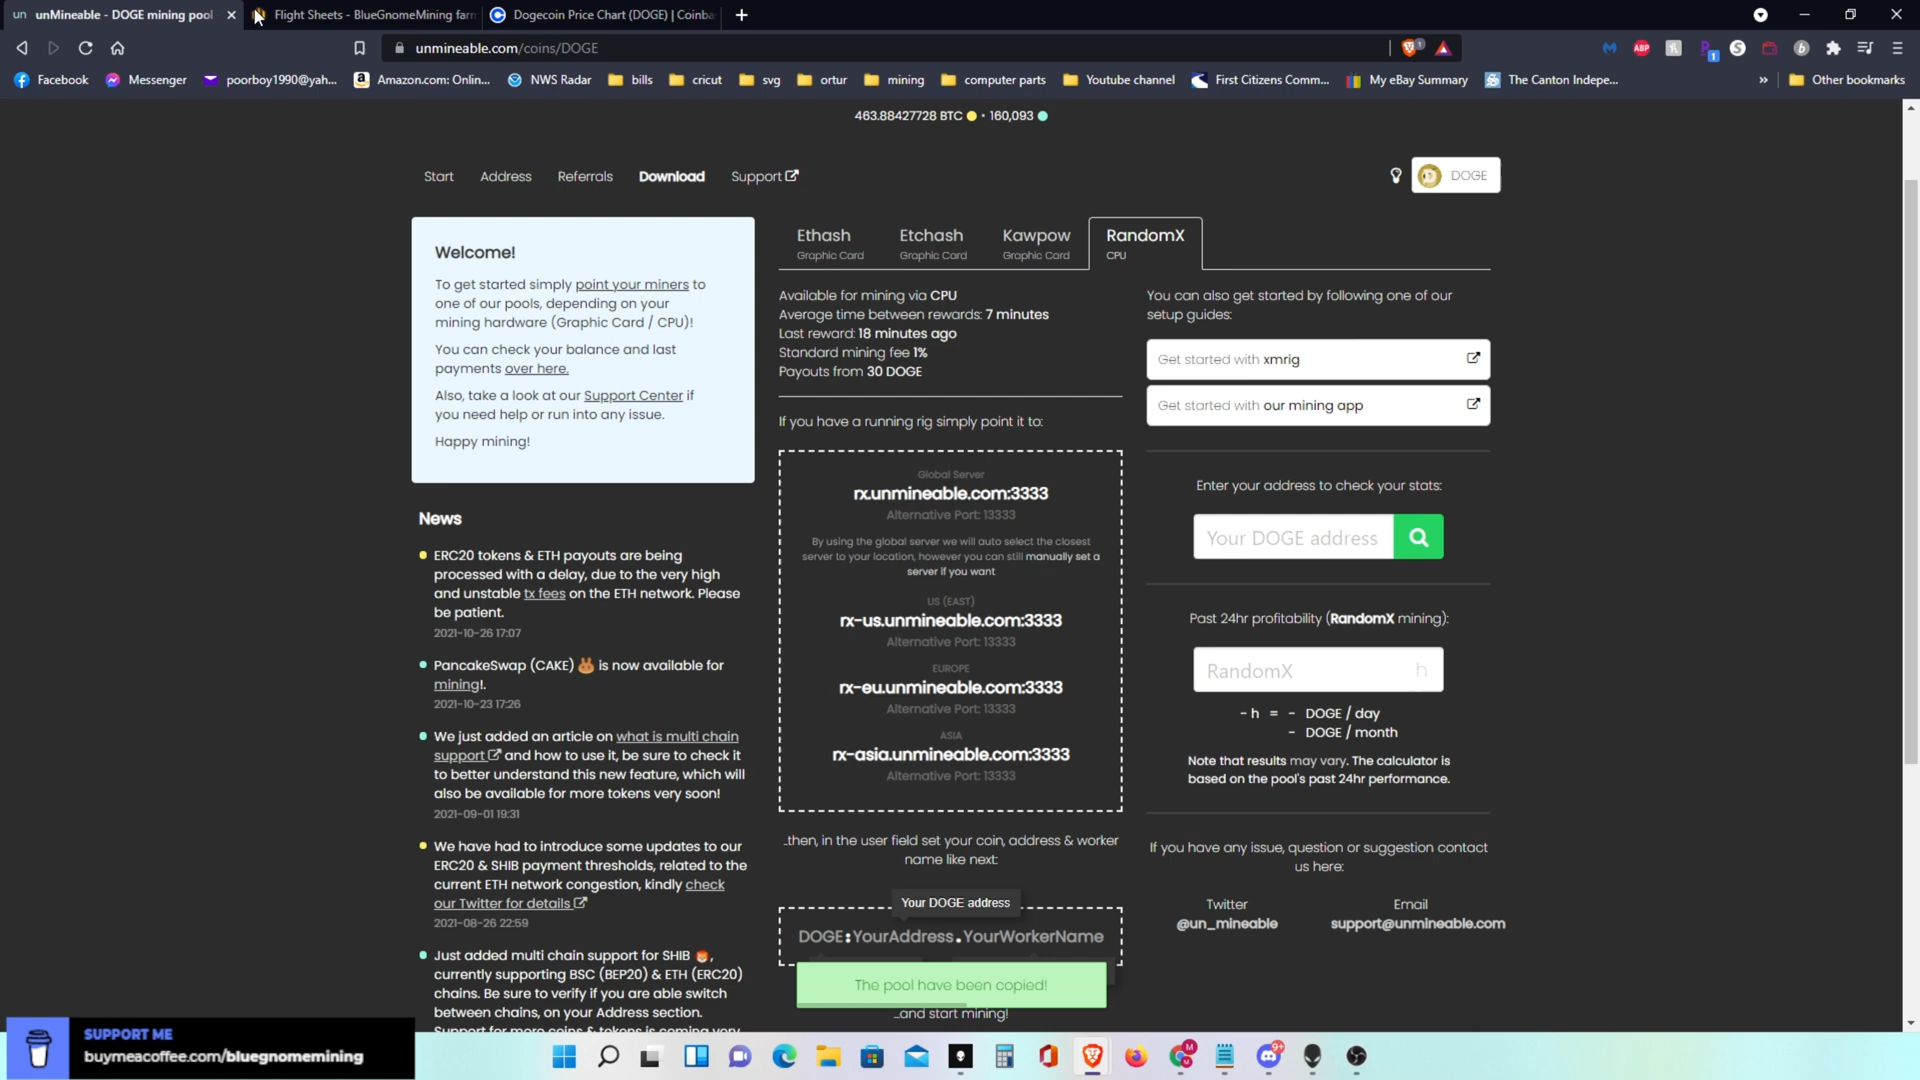 un unMineable - DOGE mining pool
Flight Sheets - BlueGnomeMining farm
Dogecoin Price Chart (DOGE) | Coinba
unmineable.com/coins/DOGE
1
ABP
1
Facebook
Messenger
poorboy1990@yah...
Amazon.com: Onlin...
NWS Radar
bills
cricut
svg
ortur
mining
computer parts
Youtube channel
First Citizens Comm...
My eBay Summary
The Canton Indepe...
»
Other bookmarks
463.88427728 BTC • 160,093
Start
Address
Referrals
Download
Support
DOGE
Welcome!
To get started simply point your miners to
one of our pools, depending on your
mining hardware (Graphic Card / CPU)!
You can check your balance and last
payments over here.
Also, take a look at our Support Center if
you need help or run into any issue.
Happy mining!
News
ERC20 tokens & ETH payouts are being
processed with a delay, due to the very high
and unstable tx fees on the ETH network. Please
be patient.
2021-10-26 17:07
PancakeSwap (CAKE) 🐰 is now available for
mining!.
2021-10-23 17:26
We just added an article on what is multi chain
support and how to use it, be sure to check it
to better understand this new feature, which will
also be available for more tokens very soon!
2021-09-01 19:31
We have had to introduce some updates to our
ERC20 & SHIB payment thresholds, related to the
current ETH network congestion, kindly check
our Twitter for details
2021-08-26 22:59
Just added multi chain support for SHIB,
currently supporting BSC (BEP20) & ETH (ERC20)
chains. Be sure to verify if you are able switch
between chains, on your Address section.
Support for more coins & tokens is coming very
Ethash
Graphic Card
Etchash
Graphic Card
Kawpow
Graphic Card
RandomX
CPU
Available for mining via CPU
Average time between rewards: 7 minutes
Last reward: 18 minutes ago
Standard mining fee 1%
Payouts from 30 DOGE
If you have a running rig simply point it to:
Global Server
rx.unmineable.com:3333
Alternative Port: 13333
By using the global server we will auto select the closest
server to your location, however you can still manually set a
server if you want
US (EAST)
rx-us.unmineable.com:3333
Alternative Port: 13333
EUROPE
rx-eu.unmineable.com:3333
Alternative Port: 13333
ASIA
rx-asia.unmineable.com:3333
Alternative Port: 13333
..then, in the user field set your coin, address & worker
name like next:
Your DOGE address
DOGE:YourAddress.YourWorkerName
The pool have been copied!
..and start mining!
You can also get started by following one of our
setup guides:
Get started with xmrig
Get started with our mining app
Enter your address to check your stats:
Your DOGE address
Past 24hr profitability (RandomX mining):
RandomX h
- h = - DOGE / day
- DOGE / month
Note that results may vary. The calculator is
based on the pool's past 24hr performance.
If you have any issue, question or suggestion contact
us here:
Twitter
@un_mineable
Email
support@unmineable.com
SUPPORT ME
buymeacoffee.com/bluegnomemining
M
9+